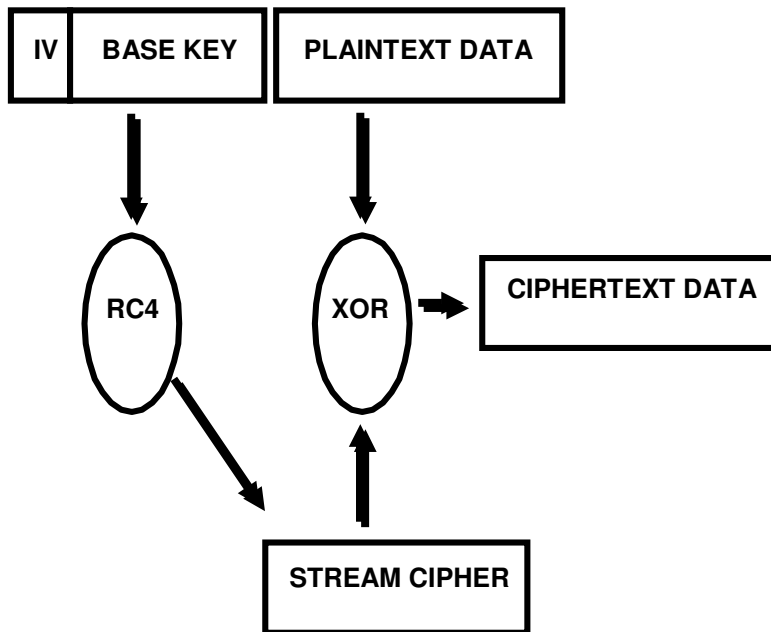 IV BASE KEY PLAINTEXT DATA
RC4 XOR CIPHERTEXT DATA
STREAM CIPHER